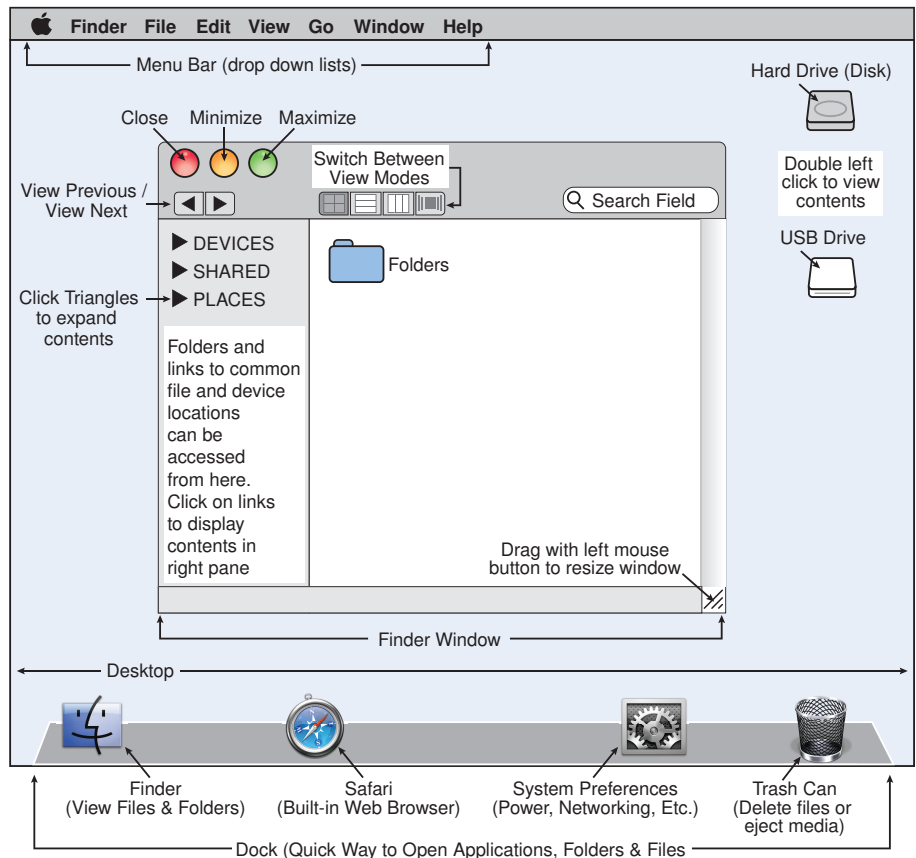 Finder File Edit View Go Window Help
Menu Bar (drop down lists)
Hard Drive (Disk)
Close Minimize Maximize
Switch Between
View Modes
Double left
click to view
contents
View Previous /
View Next
Search Field
USB Drive
DEVICES
SHARED
PLACES
Folders
Click Triangles
to expand
contents
Folders and
links to common
file and device
locations
can be
accessed
from here.
Click on links
to display
contents in
right pane
Drag with left mouse
button to resize window
Finder Window
Desktop
Finder
(View Files & Folders)
Safari
(Built-in Web Browser)
System Preferences
(Power, Networking, Etc.)
Trash Can
(Delete files or
eject media)
Dock (Quick Way to Open Applications, Folders & Files